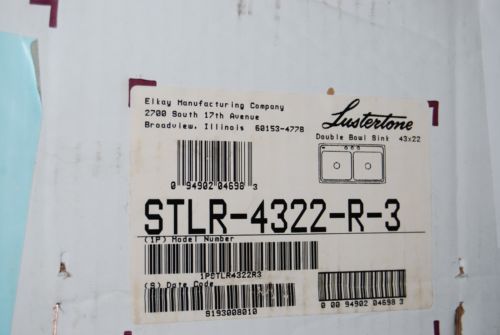 Elkay Manufacturing Company
2700 South 17th Avenue
Broadview, Illinois 60153-4778
Lustertone
Double Bowl Sink 43x22
0 94902 04698 3
STLR-4322-R-3
(1P) Model Number
1PSTLR4322R3
(S) Date Code
S193008010
0 00 94902 04698 3